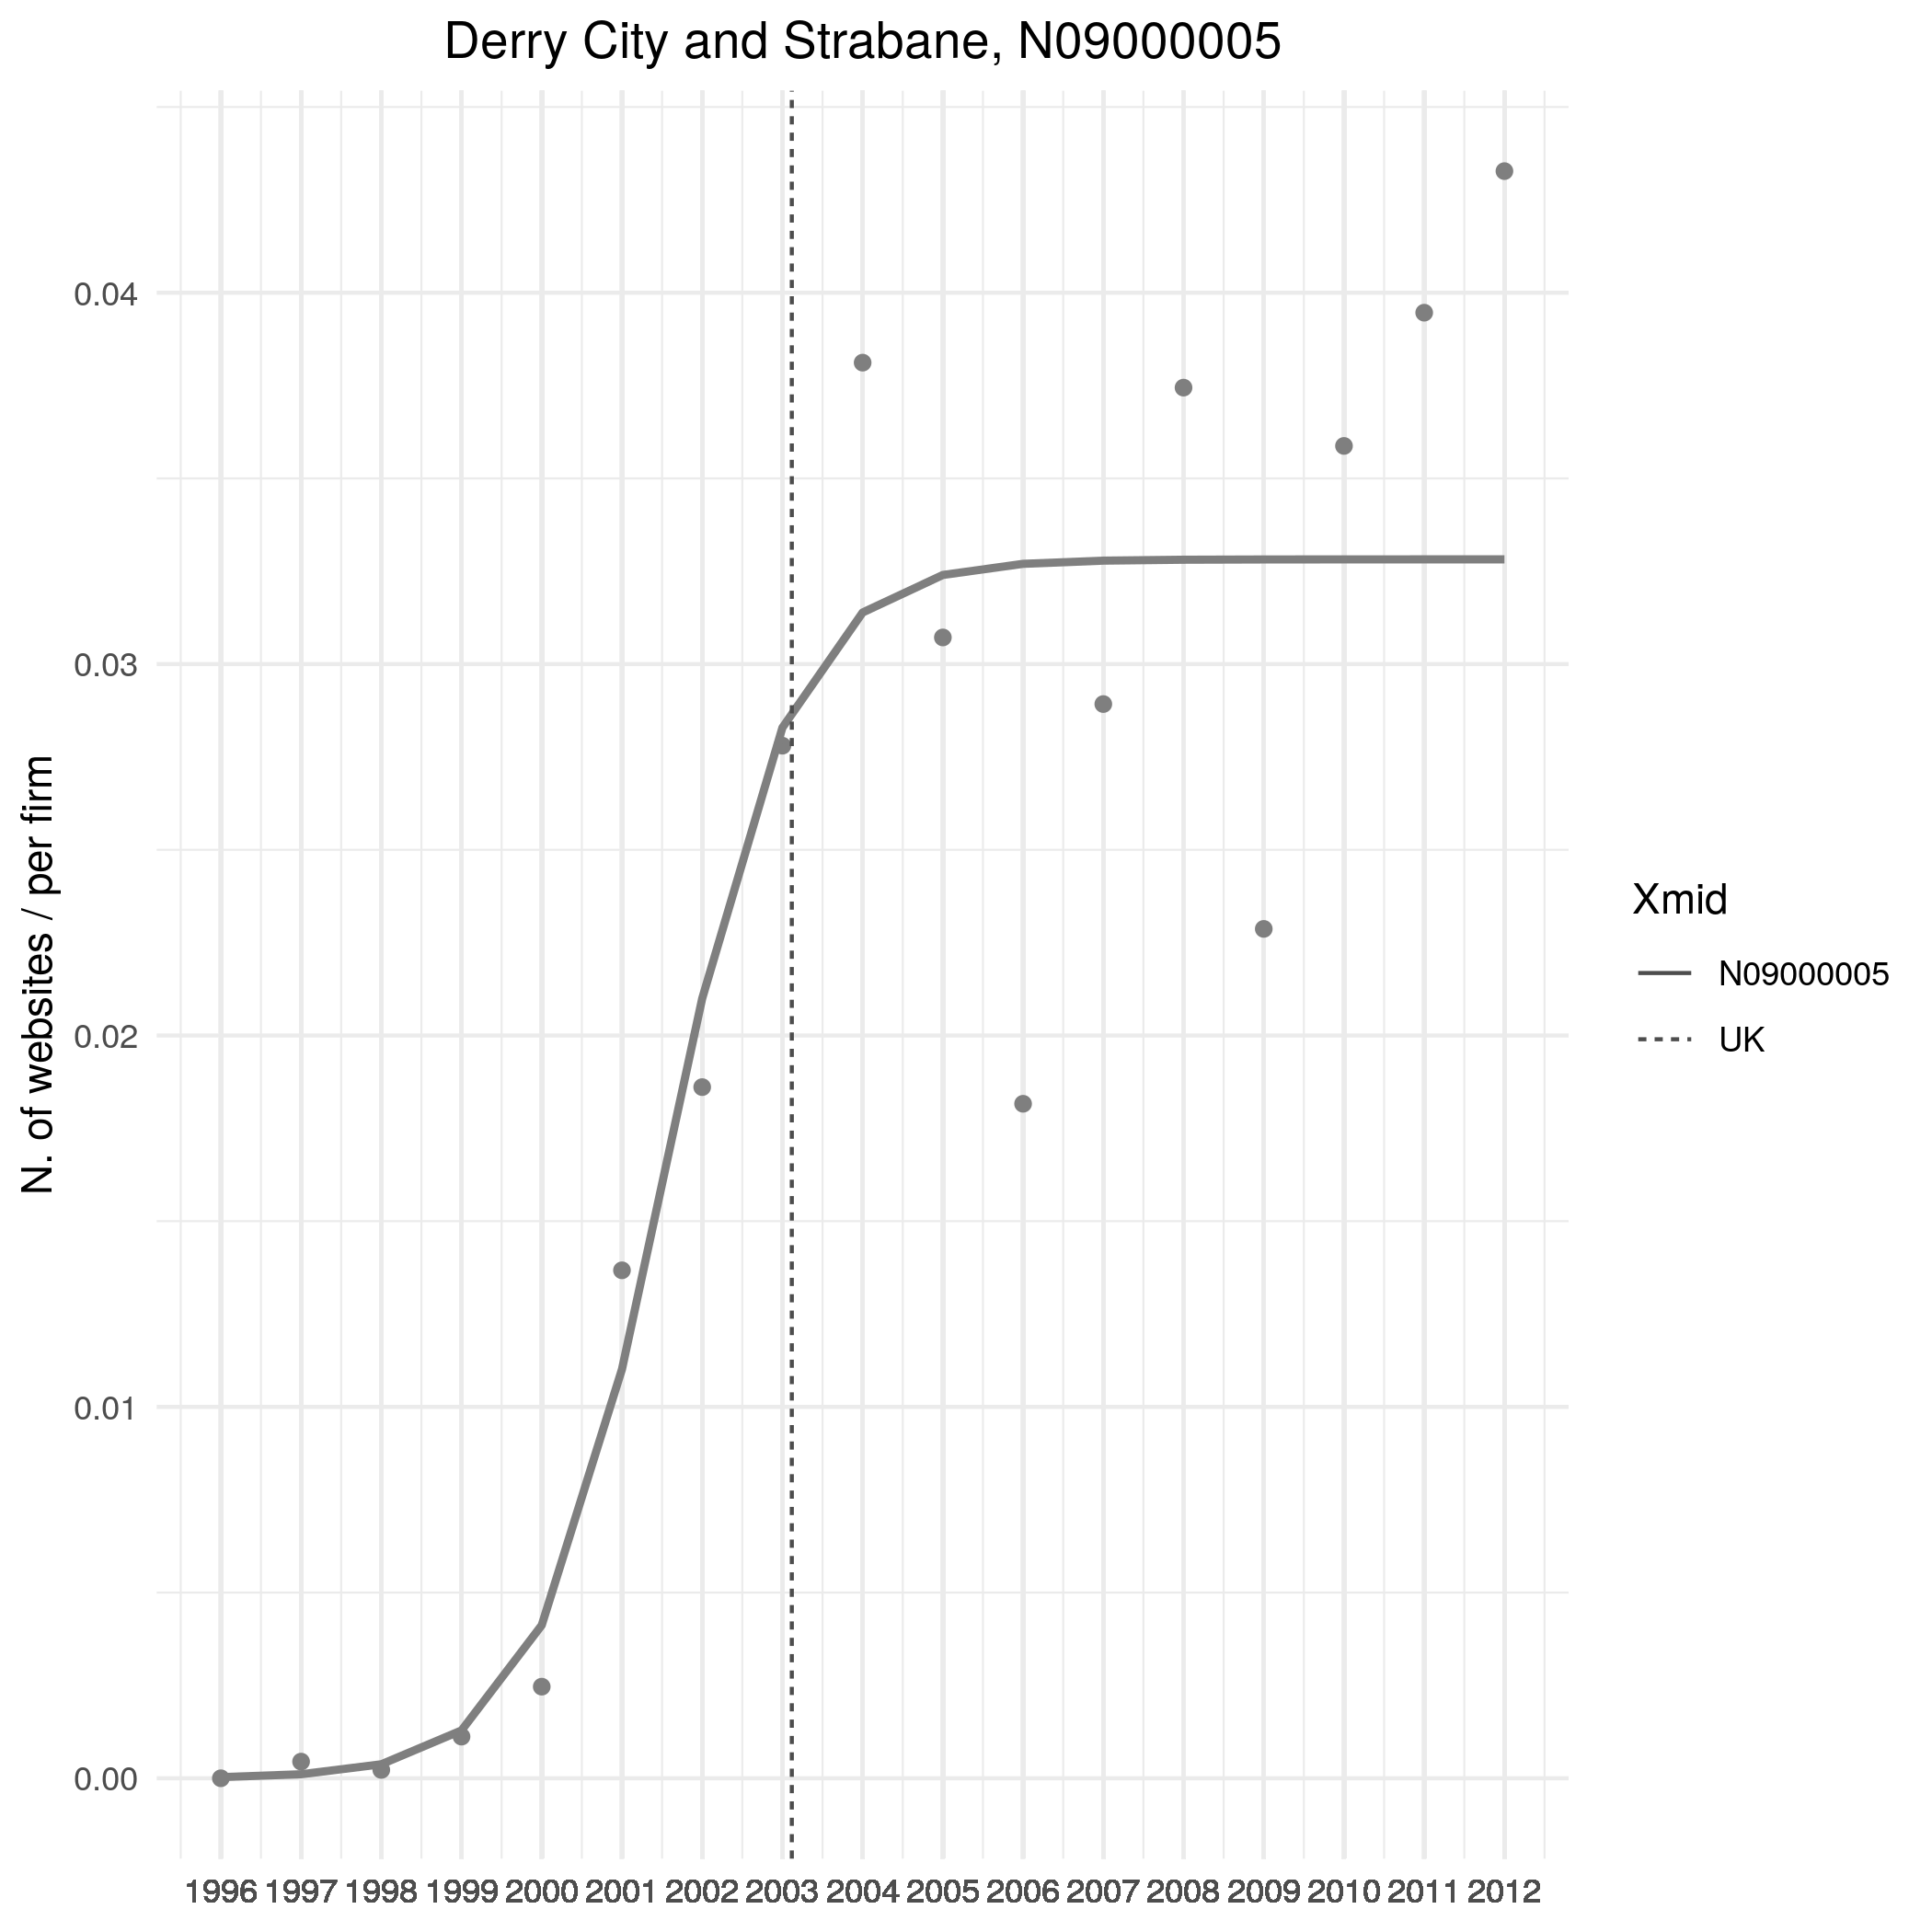 Derry City and Strabane, N09000005
N. of websites / per firm
0.04
0.03
0.02
0.01
0.00
1996 1997 1998 1999 2000 2001 2002 2003 2004 2005 2006 2007 2008 2009 2010 2011 2012
Xmid
N09000005
UK